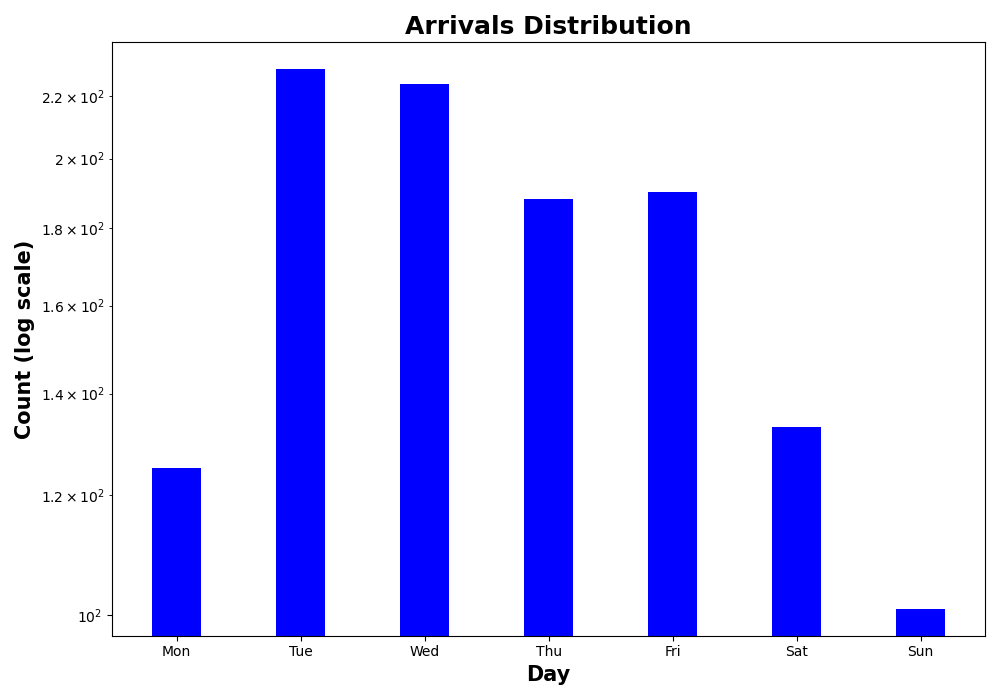 Arrivals Distribution
Count (log scale)
2.2 × 10²
2 × 10²
1.8 × 10²
1.6 × 10²
1.4 × 10²
1.2 × 10²
10²
Mon Tue Wed Thu Fri Sat Sun
Day